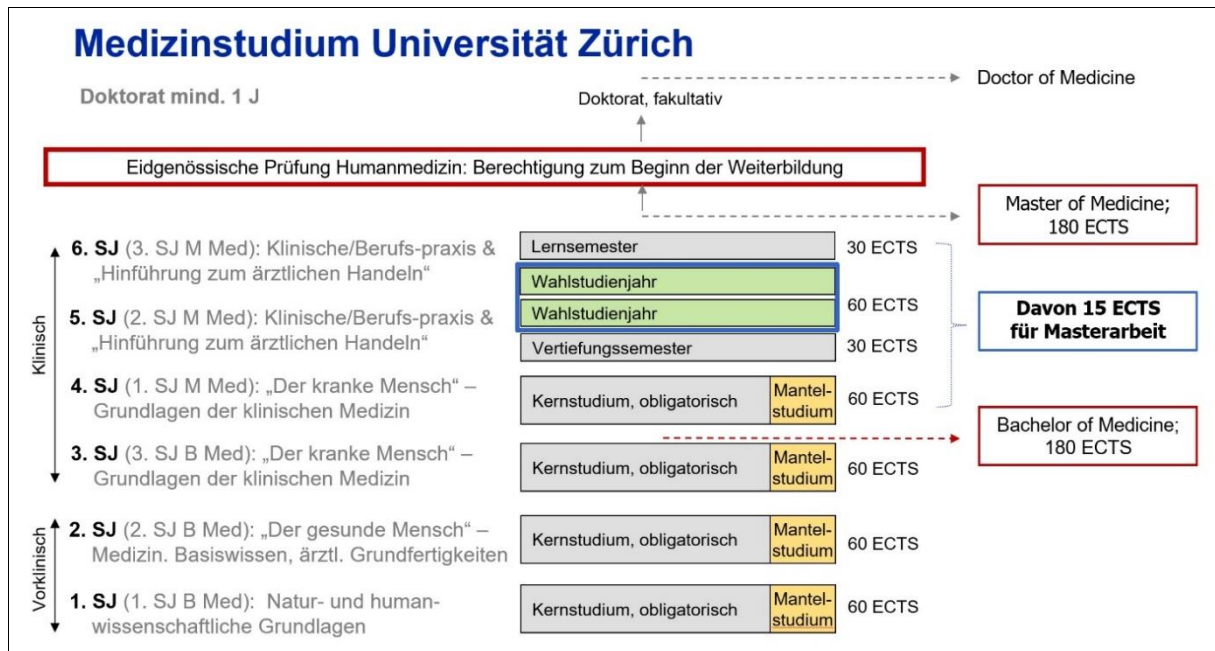 Medizinstudium Universität Zürich
Doktorat mind. 1 J
Doktorat, fakultativ
Doctor of Medicine
Eidgenössische Prüfung Humanmedizin: Berechtigung zum Beginn der Weiterbildung
Master of Medicine;
180 ECTS
Klinisch
6. SJ (3. SJ M Med): Klinische/Berufs-praxis &
„Hinführung zum ärztlichen Handeln“
Lernsemester
30 ECTS
Wahlstudienjahr
Wahlstudienjahr
60 ECTS
Davon 15 ECTS
für Masterarbeit
5. SJ (2. SJ M Med): Klinische/Berufs-praxis &
„Hinführung zum ärztlichen Handeln“
Vertiefungssemester
30 ECTS
4. SJ (1. SJ M Med): „Der kranke Mensch“ –
Grundlagen der klinischen Medizin
Kernstudium, obligatorisch
Mantel-
studium
60 ECTS
Bachelor of Medicine;
180 ECTS
3. SJ (3. SJ B Med): „Der kranke Mensch“ –
Grundlagen der klinischen Medizin
Kernstudium, obligatorisch
Mantel-
studium
60 ECTS
Vorklinisch
2. SJ (2. SJ B Med): „Der gesunde Mensch“ –
Medizin. Basiswissen, ärztl. Grundfertigkeiten
Kernstudium, obligatorisch
Mantel-
studium
60 ECTS
1. SJ (1. SJ B Med): Natur- und human-
wissenschaftliche Grundlagen
Kernstudium, obligatorisch
Mantel-
studium
60 ECTS